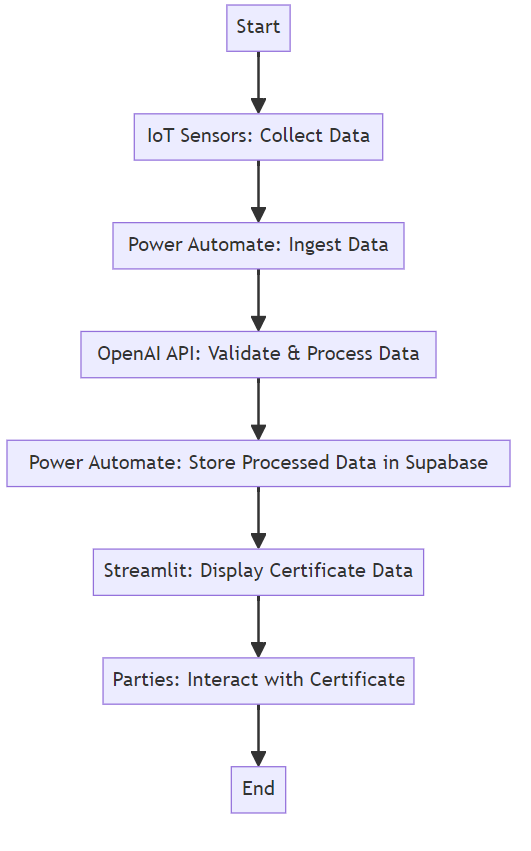 Start
IoT Sensors: Collect Data
Power Automate: Ingest Data
OpenAI API: Validate & Process Data
Power Automate: Store Processed Data in Supabase
Streamlit: Display Certificate Data
Parties: Interact with Certificate
End